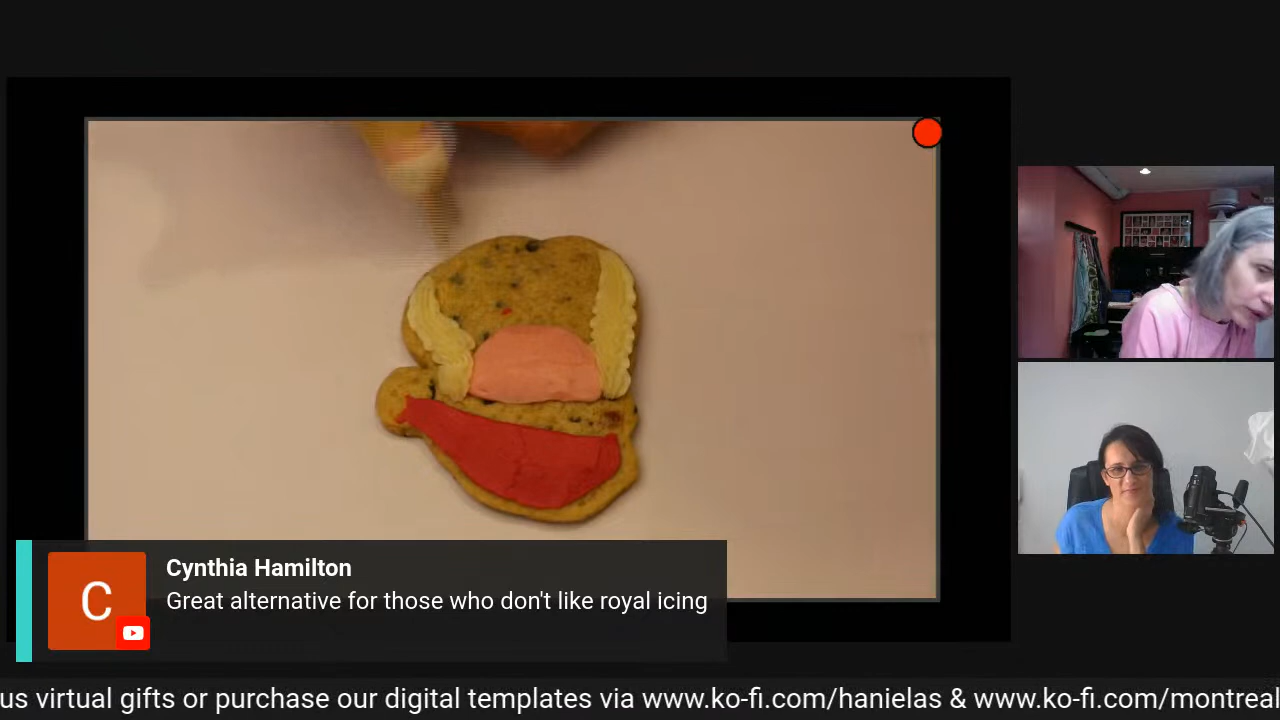 C
Cynthia Hamilton
Great alternative for those who don't like royal icing
us virtual gifts or purchase our digital templates via www.ko-fi.com/hanielas & www.ko-fi.com/montreal